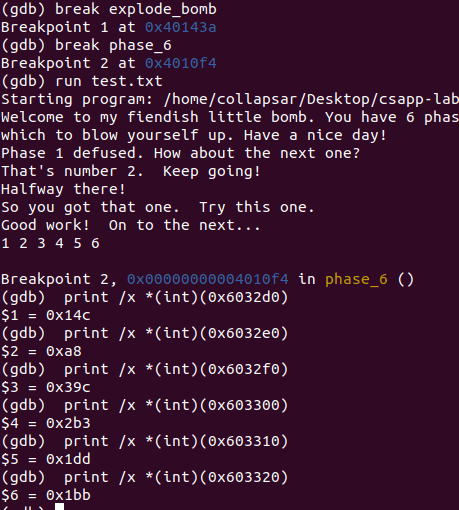 (gdb) break explode_bomb
Breakpoint 1 at 0x40143a
(gdb) break phase_6
Breakpoint 2 at 0x4010f4
(gdb) run test.txt
Starting program: /home/collapsar/Desktop/csapp-lab
Welcome to my fiendish little bomb. You have 6 phas
which to blow yourself up. Have a nice day!
Phase 1 defused. How about the next one?
That's number 2.  Keep going!
Halfway there!
So you got that one.  Try this one.
Good work!  On to the next...
1 2 3 4 5 6
Breakpoint 2, 0x00000000004010f4 in phase_6 ()
(gdb)  print /x *(int)(0x6032d0)
$1 = 0x14c
(gdb)  print /x *(int)(0x6032e0)
$2 = 0xa8
(gdb)  print /x *(int)(0x6032f0)
$3 = 0x39c
(gdb)  print /x *(int)(0x603300)
$4 = 0x2b3
(gdb)  print /x *(int)(0x603310)
$5 = 0x1dd
(gdb)  print /x *(int)(0x603320)
$6 = 0x1bb
(gdb)